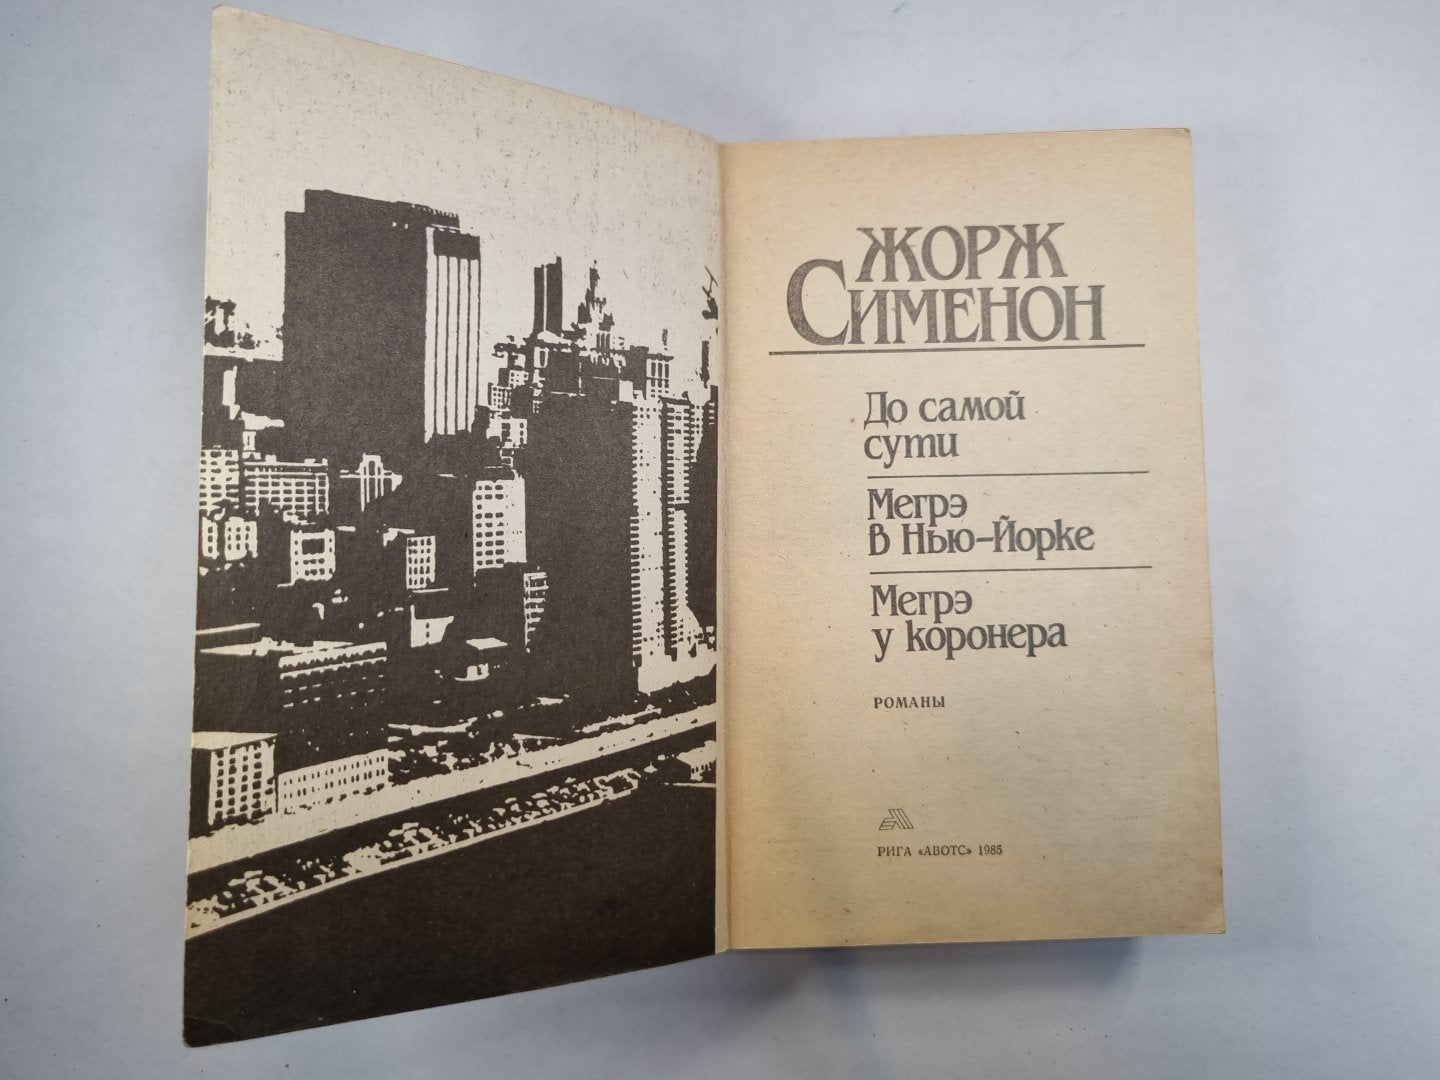 ЖОРЖ
СИМЕНОН
До самой
сути
Мегрэ
в Нью-Йорке
Мегрэ
у коронера
РОМАНЫ
РИГА «АВОТС» 1985